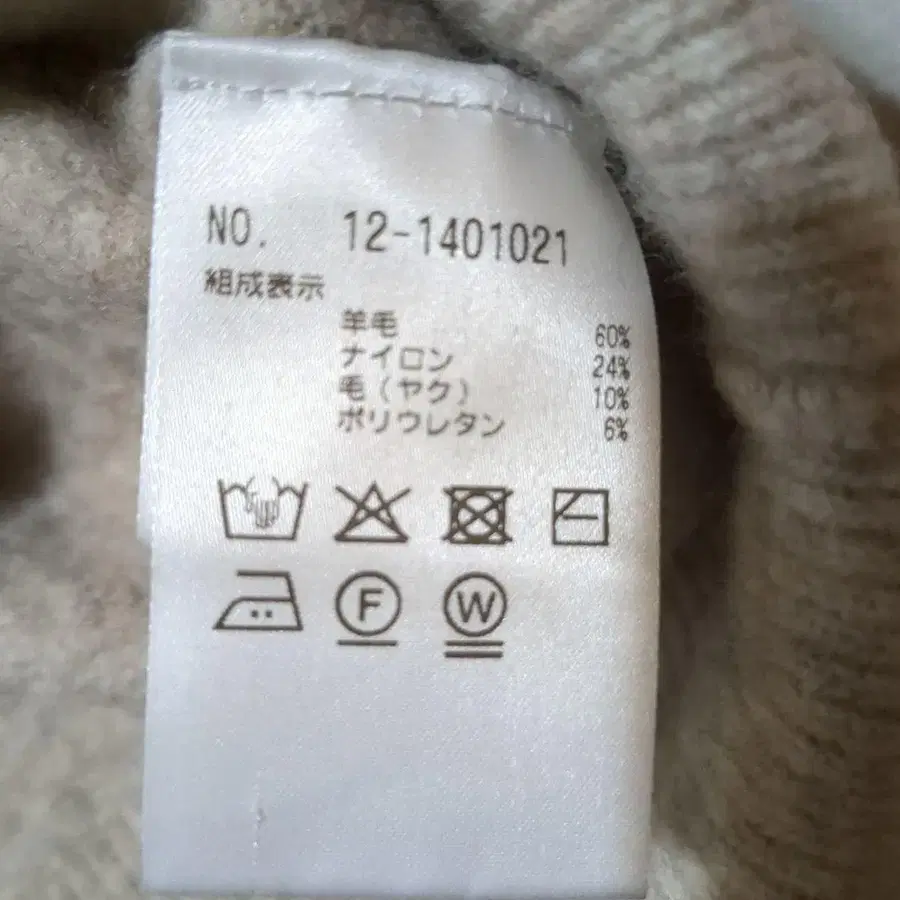 NO. 12-1401021
組成表示
羊毛 60%
ナイロン 24%
毛(ヤク) 10%
ポリウレタン 6%
F W